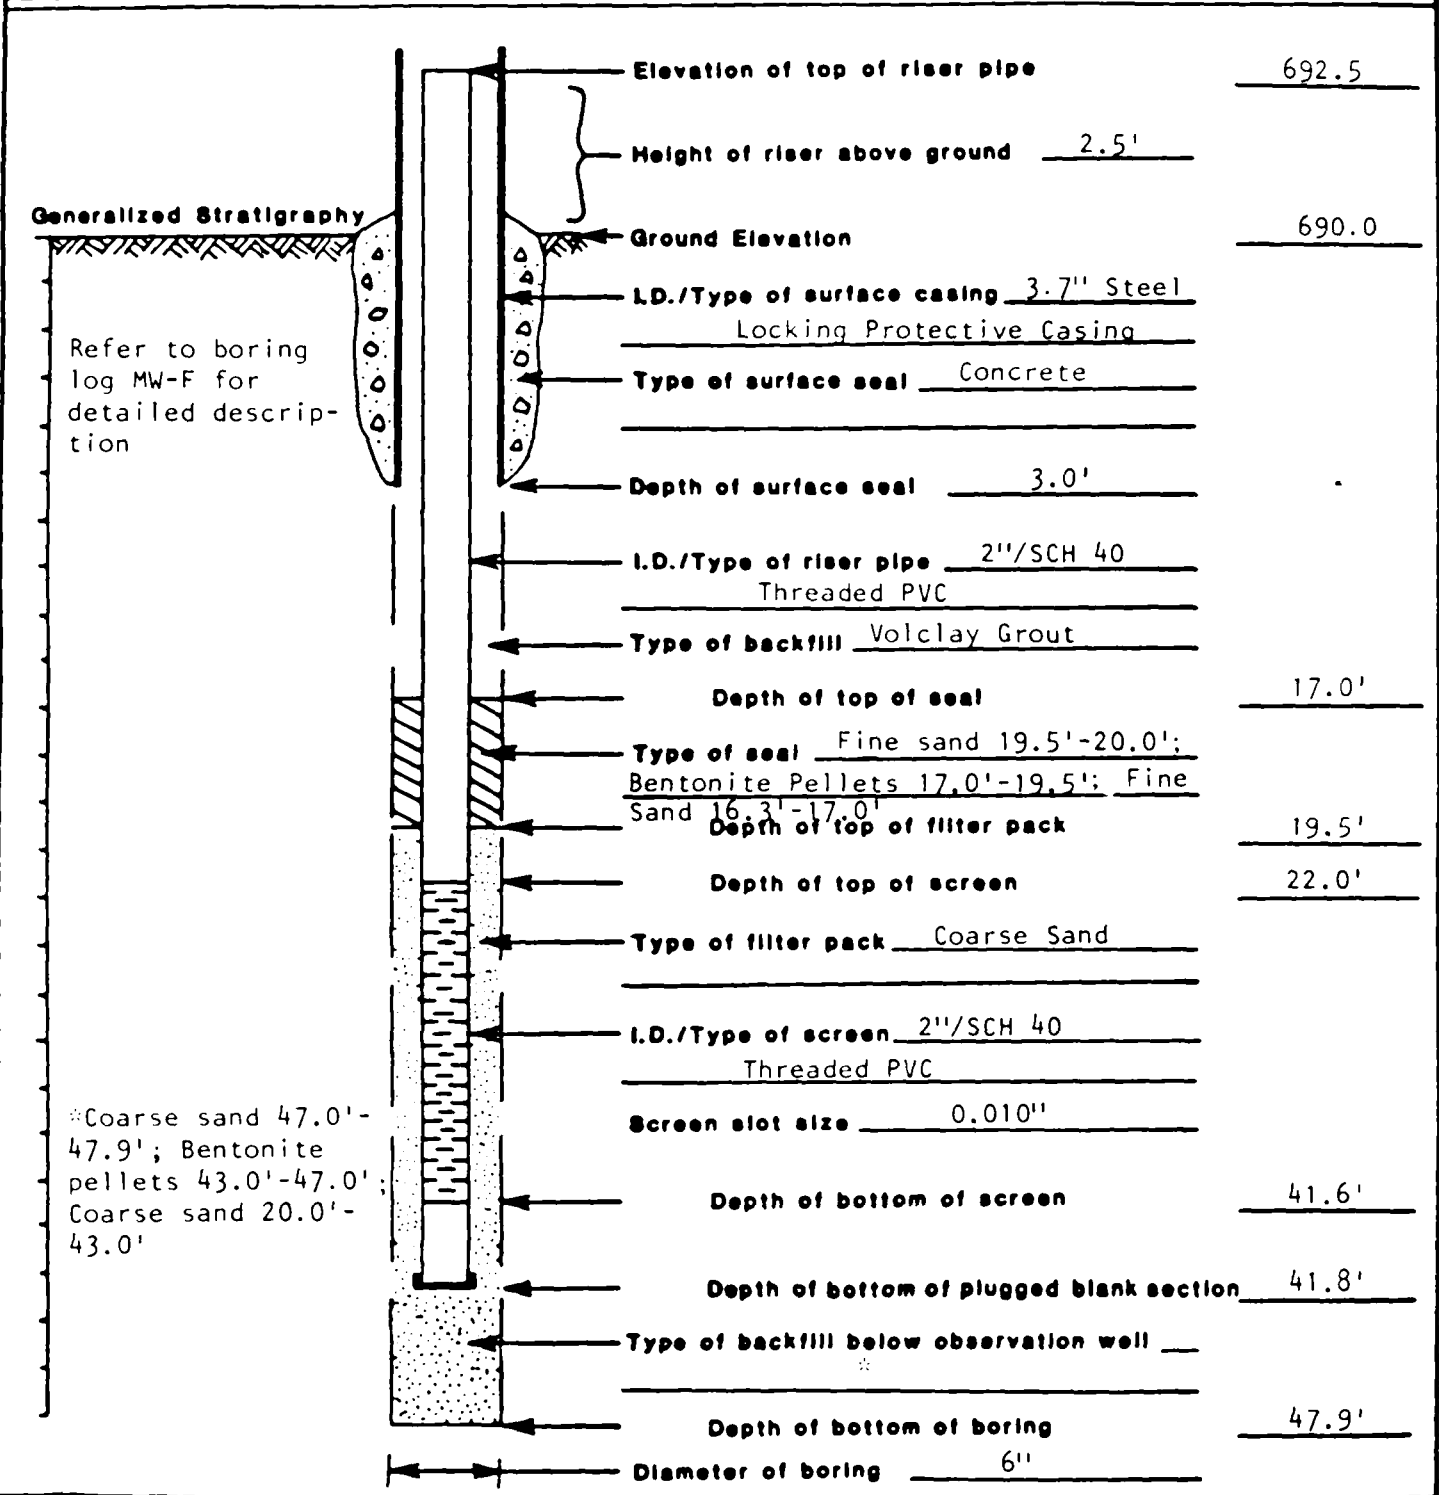 Elevation of top of riser pipe 692.5
Height of riser above ground 2.5'
Generalized Stratigraphy
Ground Elevation 690.0
I.D./Type of surface casing 3.7" Steel
Locking Protective Casing
Refer to boring
log MW-F for
detailed descrip-
tion
Type of surface seal Concrete
Depth of surface seal 3.0'
I.D./Type of riser pipe 2"/SCH 40
Threaded PVC
Type of backfill Volclay Grout
Depth of top of seal 17.0'
Type of seal Fine sand 19.5'-20.0';
Bentonite Pellets 17.0'-19.5'; Fine
Sand 16.3'-17.0'
Depth of top of filter pack 19.5'
Depth of top of screen 22.0'
Type of filter pack Coarse Sand
I.D./Type of screen 2"/SCH 40
Threaded PVC
Screen slot size 0.010"
*Coarse sand 47.0'-
47.9'; Bentonite
pellets 43.0'-47.0';
Coarse sand 20.0'-
43.0'
Depth of bottom of screen 41.6'
Depth of bottom of plugged blank section 41.8'
Type of backfill below observation well
*
Depth of bottom of boring 47.9'
Diameter of boring 6"